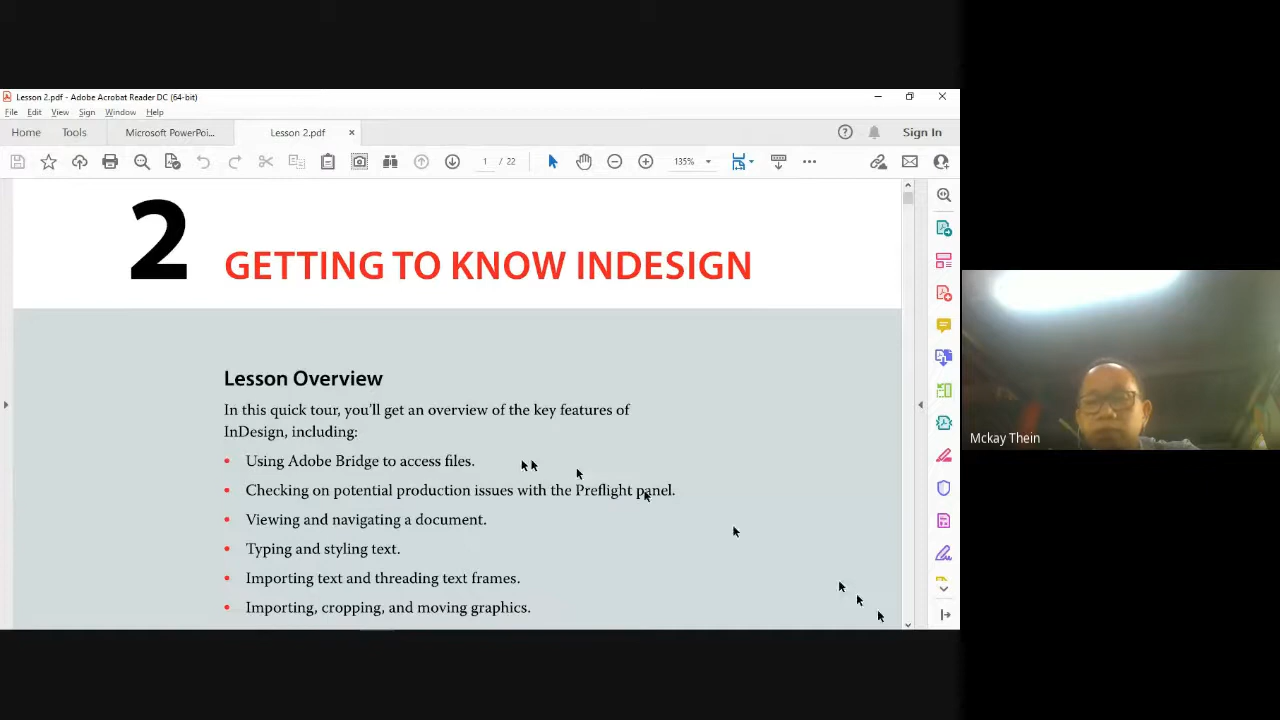 Lesson 2.pdf - Adobe Acrobat Reader DC (64-bit)
File Edit View Sign Window Help
Home Tools Microsoft PowerPoi... Lesson 2.pdf Sign In
1 / 22 135%
2 GETTING TO KNOW INDESIGN
Lesson Overview
In this quick tour, you'll get an overview of the key features of
InDesign, including:
• Using Adobe Bridge to access files.
• Checking on potential production issues with the Preflight panel.
• Viewing and navigating a document.
• Typing and styling text.
• Importing text and threading text frames.
• Importing, cropping, and moving graphics.
Mckay Thein